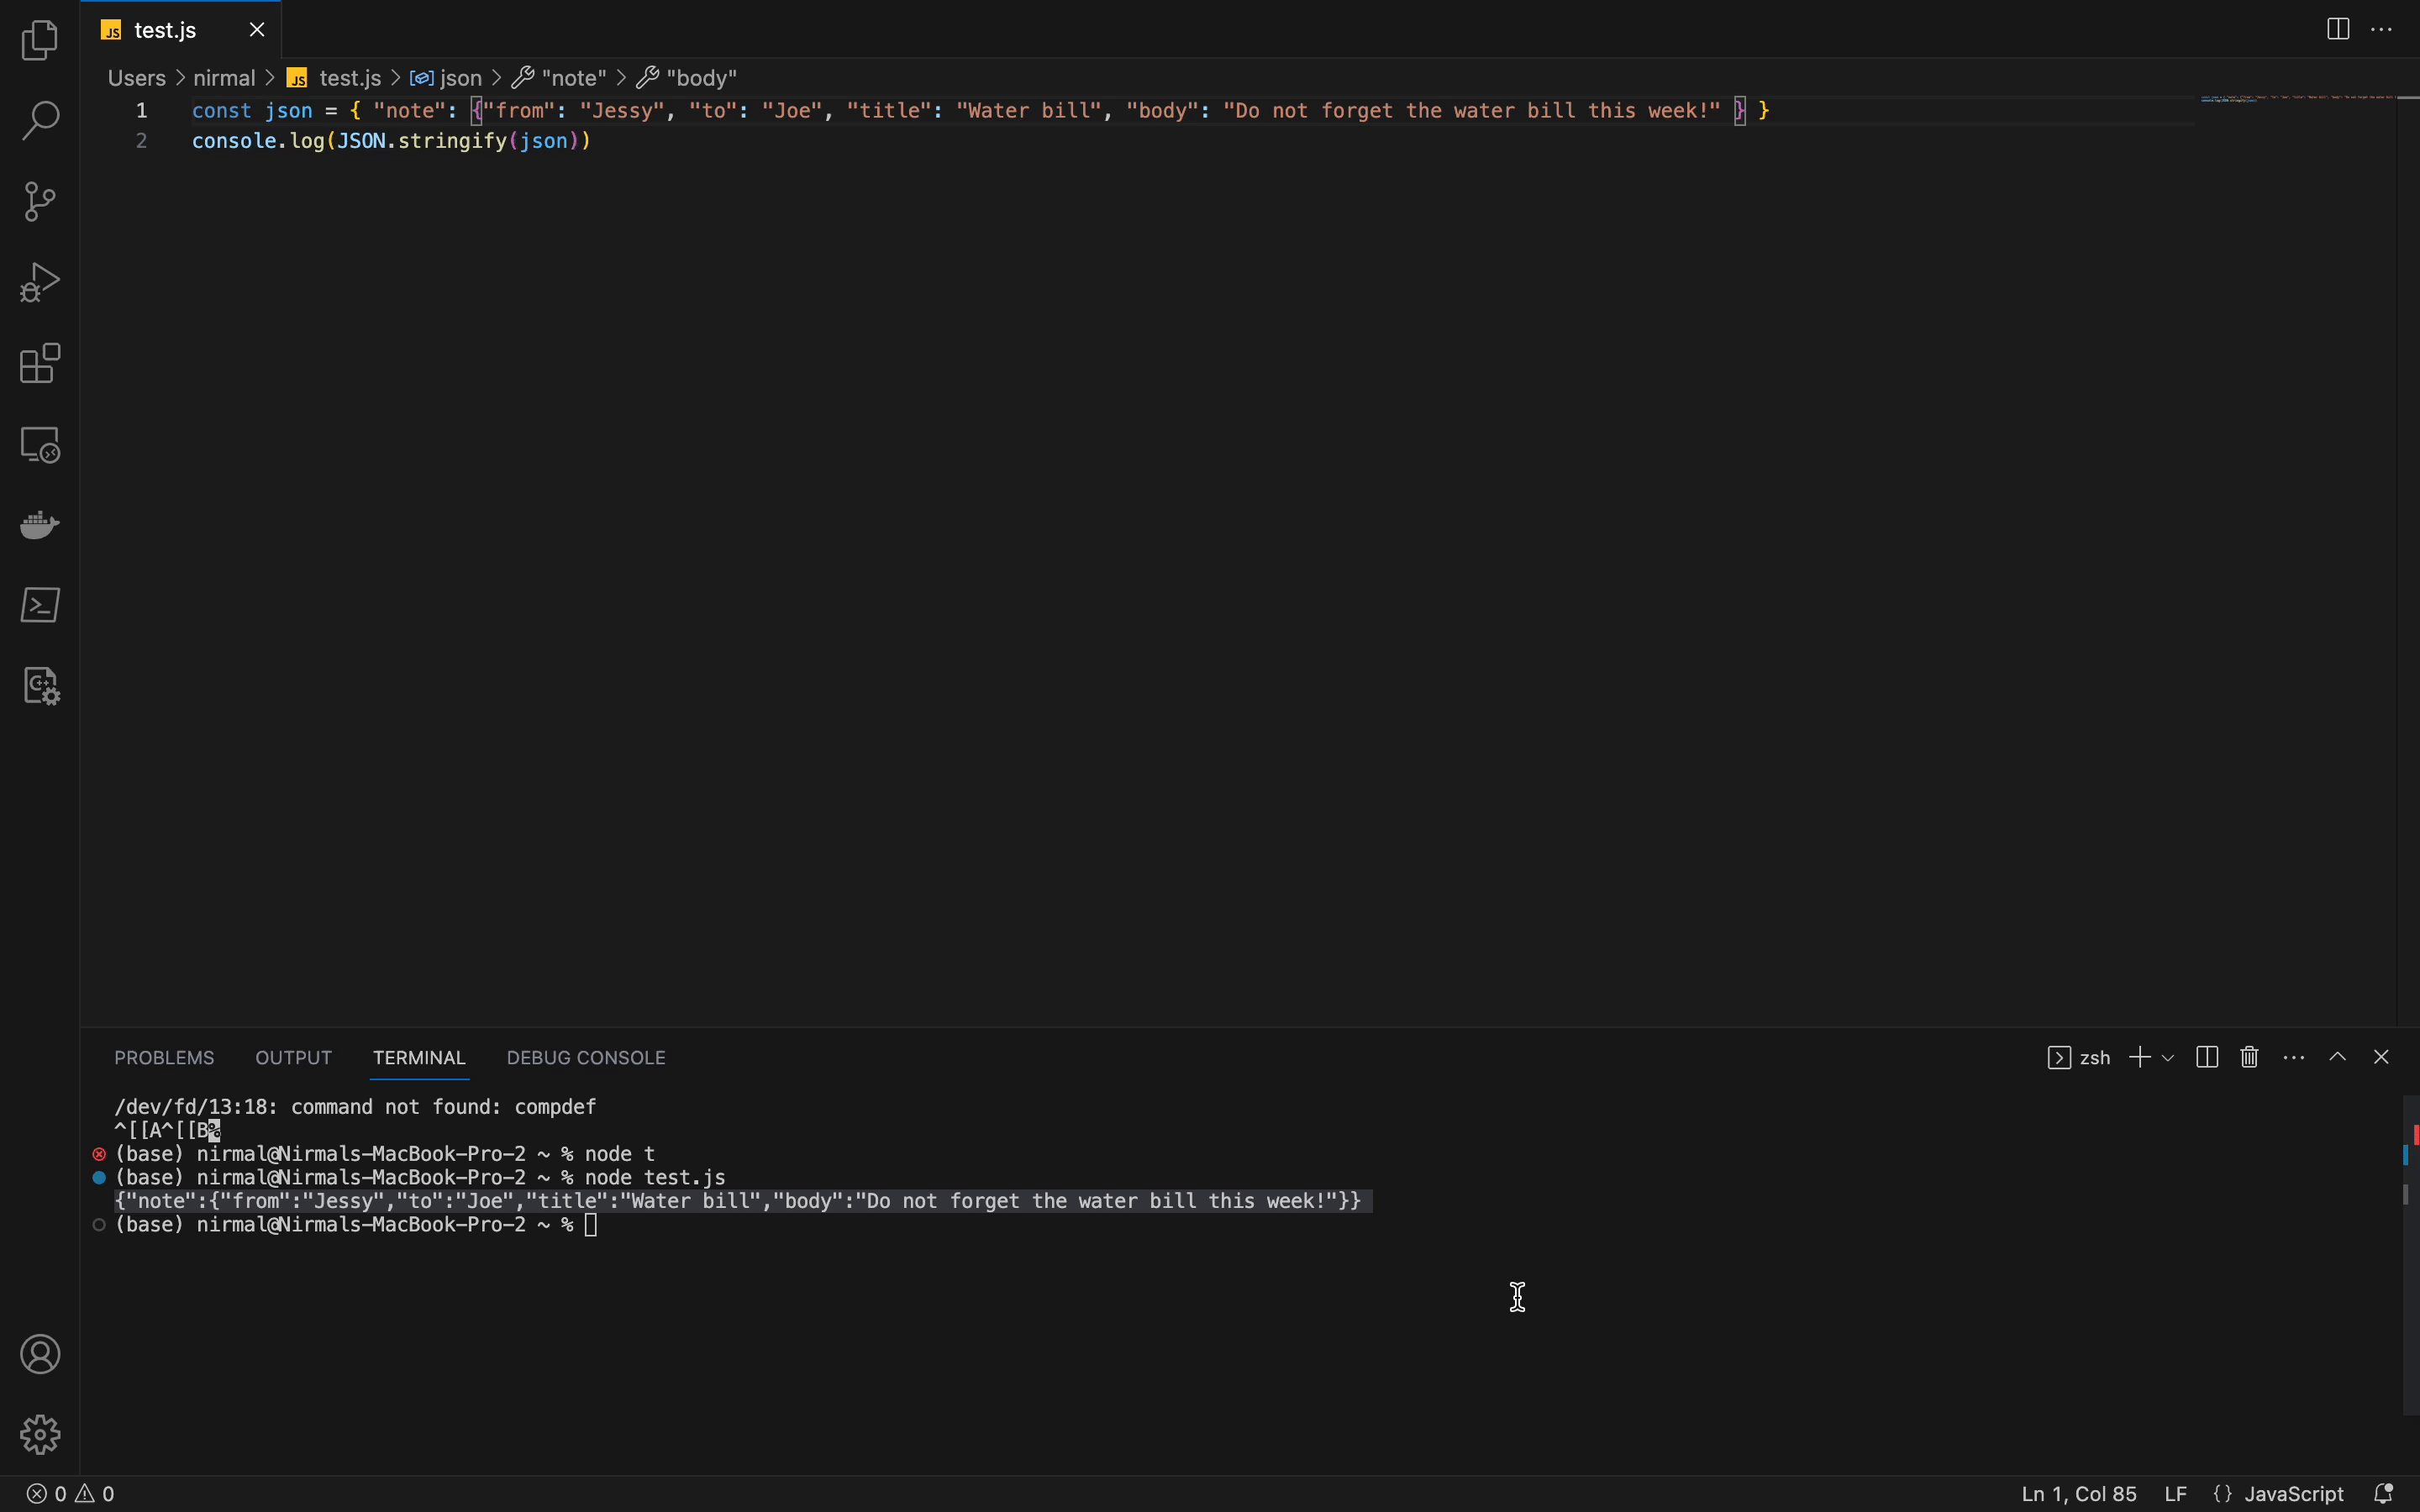 JS test.js
Users > nirmal > JS test.js > json > "note" > "body"
1 const json = { "note": {"from": "Jessy", "to": "Joe", "title": "Water bill", "body": "Do not forget the water bill this week!" } }
2 console.log(JSON.stringify(json))
PROBLEMS OUTPUT TERMINAL DEBUG CONSOLE zsh
/dev/fd/13:18: command not found: compdef
^[[A^[[B%
(base) nirmal@Nirmals-MacBook-Pro-2 ~ % node t
(base) nirmal@Nirmals-MacBook-Pro-2 ~ % node test.js
{"note":{"from":"Jessy","to":"Joe","title":"Water bill","body":"Do not forget the water bill this week!"}}
(base) nirmal@Nirmals-MacBook-Pro-2 ~ %
0 0 Ln 1, Col 85 LF {} JavaScript